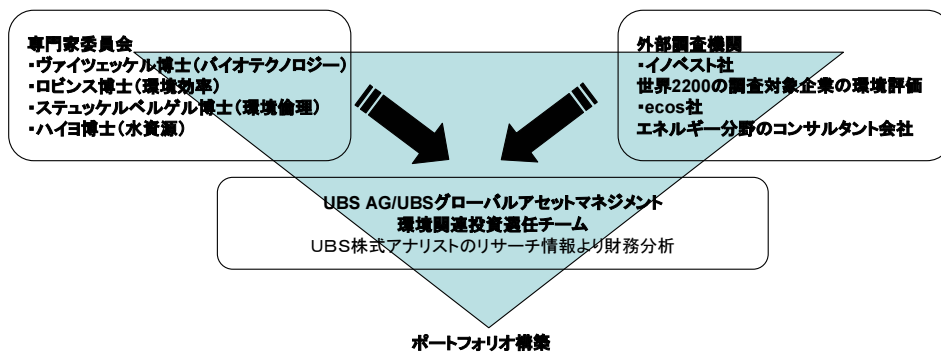 専門家委員会
・ヴァイツェッケル博士(バイオテクノロジー)
・ロビンス博士(環境効率)
・ステュッケルベルゲル博士(環境倫理)
・ハイヨ博士(水資源)
外部調査機関
・イノベスト社
世界2200の調査対象企業の環境評価
・ecos社
エネルギー分野のコンサルタント会社
UBS AG/UBSグローバルアセットマネジメント
環境関連投資選任チーム
UBS株式アナリストのリサーチ情報より財務分析
ポートフォリオ構築